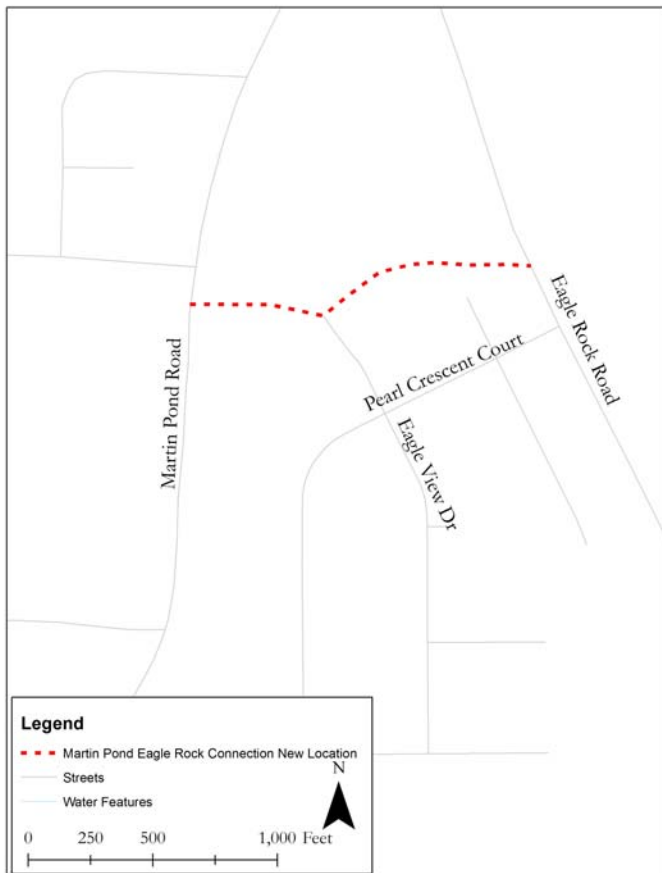 Eagle Rock Road
Pearl Crescent Court
Martin Pond Road
Eagle View Dr
Legend
Martin Pond Eagle Rock Connection New Location
Streets
Water Features
N
0 250 500 1,000 Feet